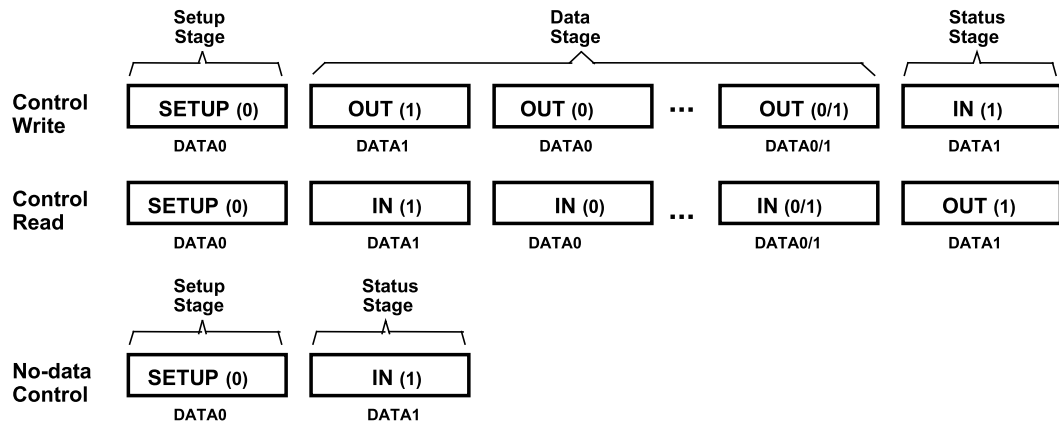 Setup
Stage
Data
Stage
Status
Stage
Control
Write
SETUP (0) OUT (1) OUT (0) ... OUT (0/1) IN (1)
DATA0 DATA1 DATA0 DATA0/1 DATA1
Control
Read
SETUP (0) IN (1) IN (0) ... IN (0/1) OUT (1)
DATA0 DATA1 DATA0 DATA0/1 DATA1
Setup
Stage
Status
Stage
No-data
Control
SETUP (0) IN (1)
DATA0 DATA1